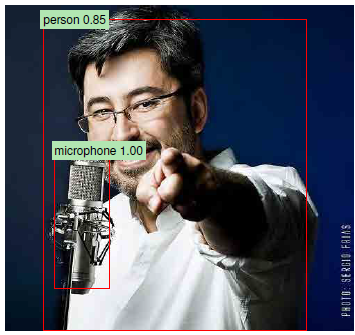 person 0.85
microphone 1.00
PHOTO: SERGIO FRIAS